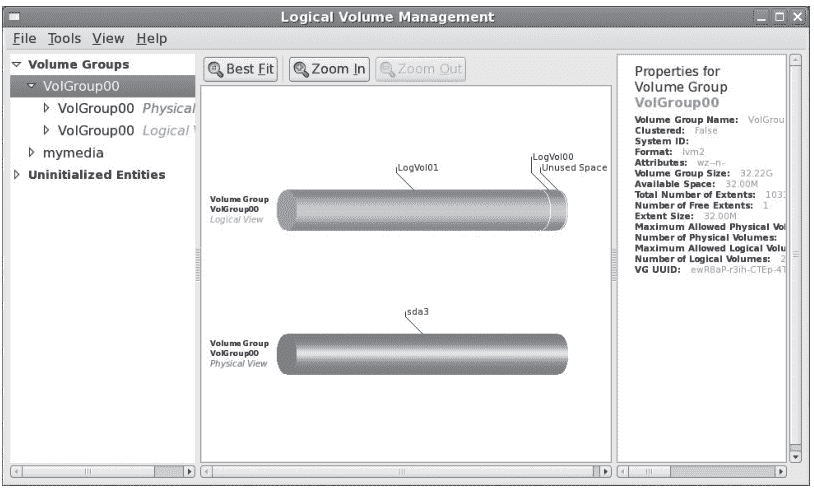 Logical Volume Management
File Tools View Help
Volume Groups
VolGroup00
VolGroup00 Physical
VolGroup00 Logical
mymedia
Uninitialized Entities
Best Fit
Zoom In
Zoom Out
LogVol01
LogVol00
Unused Space
Volume Group
VolGroup00
Logical View
sda3
Volume Group
VolGroup00
Physical View
Properties for
Volume Group
VolGroup00
Volume Group Name: VolGrou
Clustered: False
System ID:
Format: lvm2
Attributes: wz--n-
Volume Group Size: 32.22G
Available Space: 32.00M
Total Number of Extents: 103
Number of Free Extents: 1
Extent Size: 32.00M
Maximum Allowed Physical Vol
Number of Physical Volumes:
Maximum Allowed Logical Volu
Number of Logical Volumes: 2
VG UUID: ewR8aP-r3ih-CTEp-4